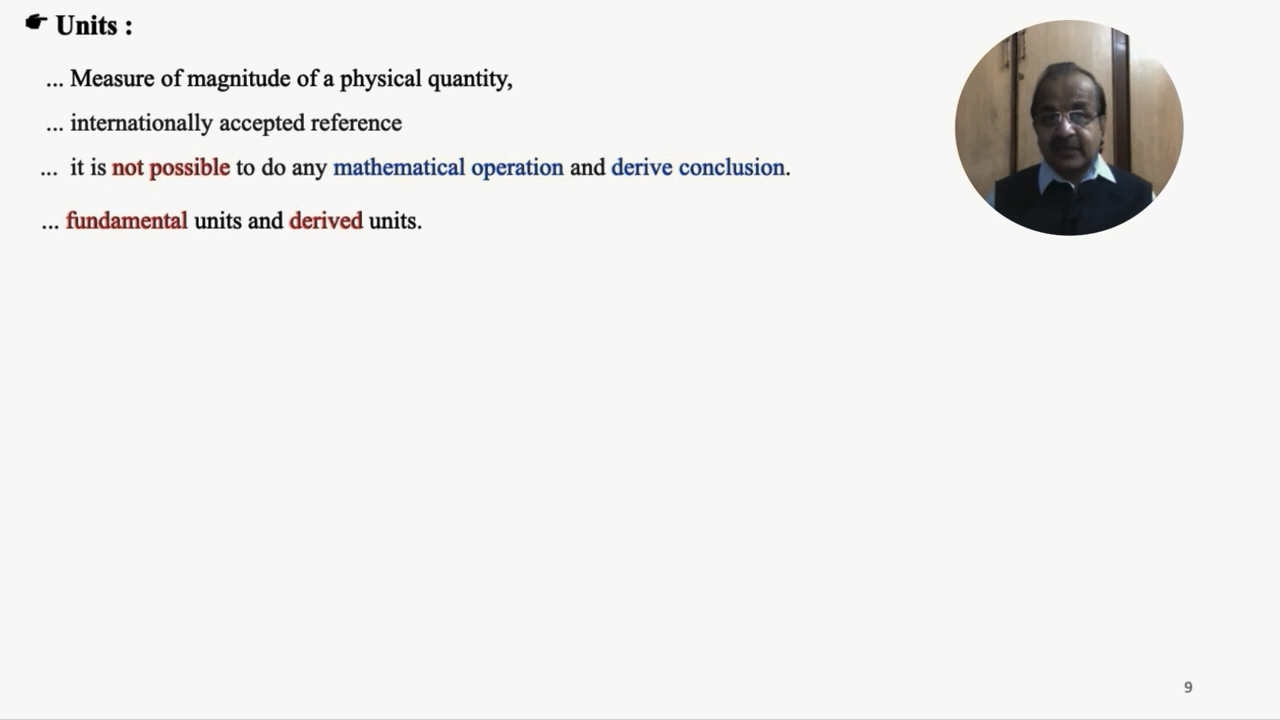 ☛ Units :
... Measure of magnitude of a physical quantity,
... internationally accepted reference
... it is not possible to do any mathematical operation and derive conclusion.
... fundamental units and derived units.
9